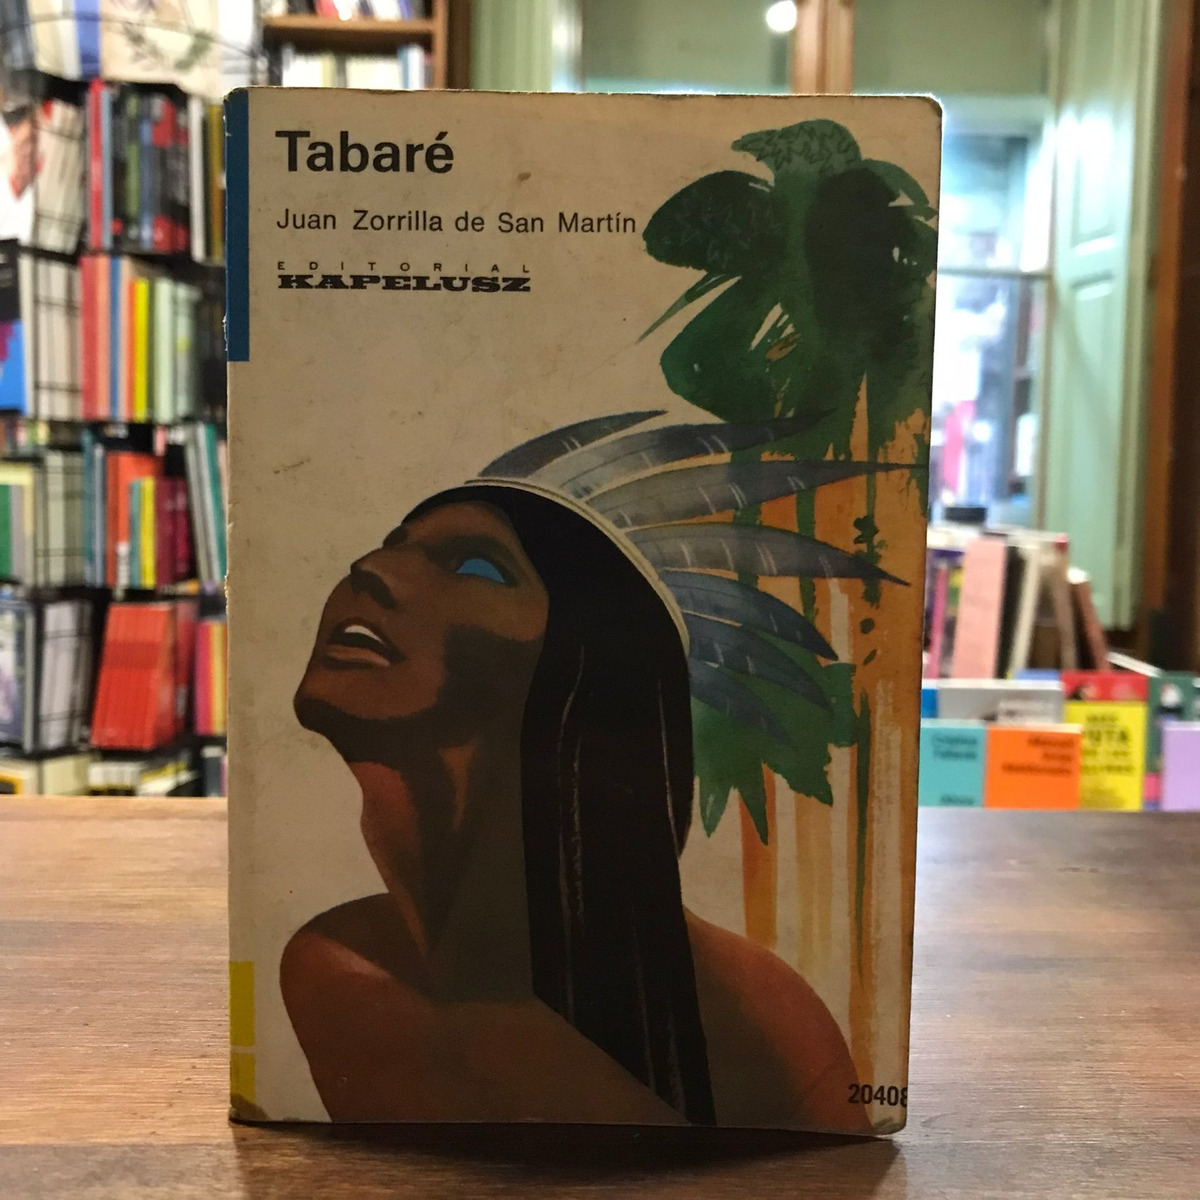 Tabaré
Juan Zorrilla de San Martín
EDITORIAL
KAPELUSZ
20408